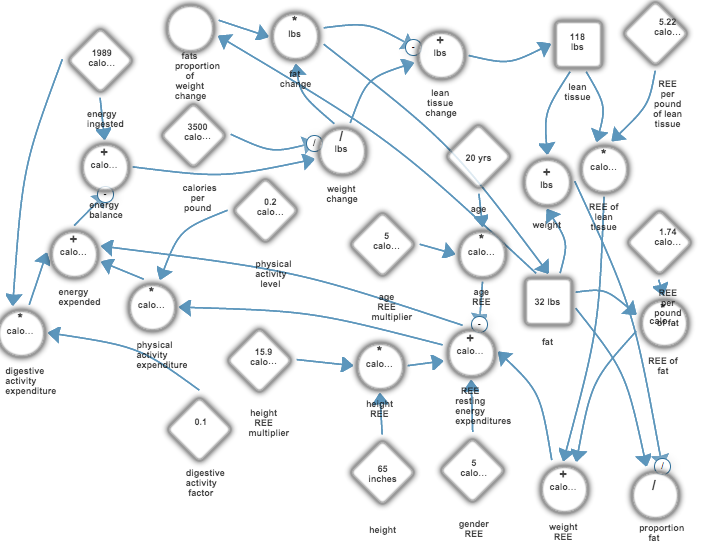 1989
calo...
energy
ingested
fats
proportion
of
weight
change
*
lbs
fat
change
-
+
lbs
lean
tissue
change
118
lbs
lean
tissue
5.22
calo...
REE
per
pound
of lean
tissue
3500
calo...
calories
per
pound
/
/
lbs
weight
change
20 yrs
age
+
calo...
-
energy
balance
+
lbs
weight
*
calo...
REE of
lean
tissue
0.2
calo...
physical
activity
level
5
calo...
age
REE
multiplier
*
calo...
age
REE
1.74
calo...
REE
per
pound
of fat
+
calo...
energy
expended
*
calo...
physical
activity
expenditure
*
calo...
digestive
activity
expenditure
32 lbs
fat
calo...
REE of
fat
15.9
calo...
height
REE
multiplier
*
calo...
height
REE
-
+
calo...
REE
resting
energy
expenditures
0.1
digestive
activity
factor
65
inches
height
5
calo...
gender
REE
+
calo...
weight
REE
/
/
proportion
fat